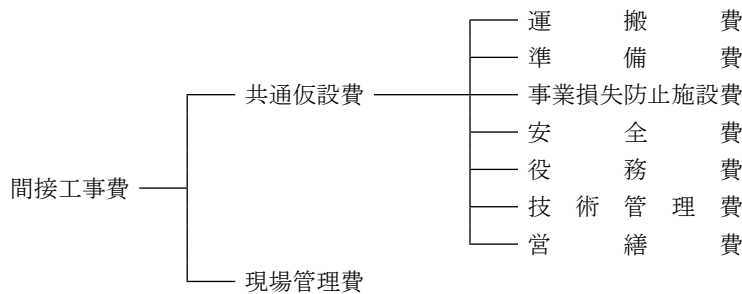 運搬費
準備費
共通仮設費 事業損失防止施設費
安全費
間接工事費 役務費
技術管理費
営繕費
現場管理費